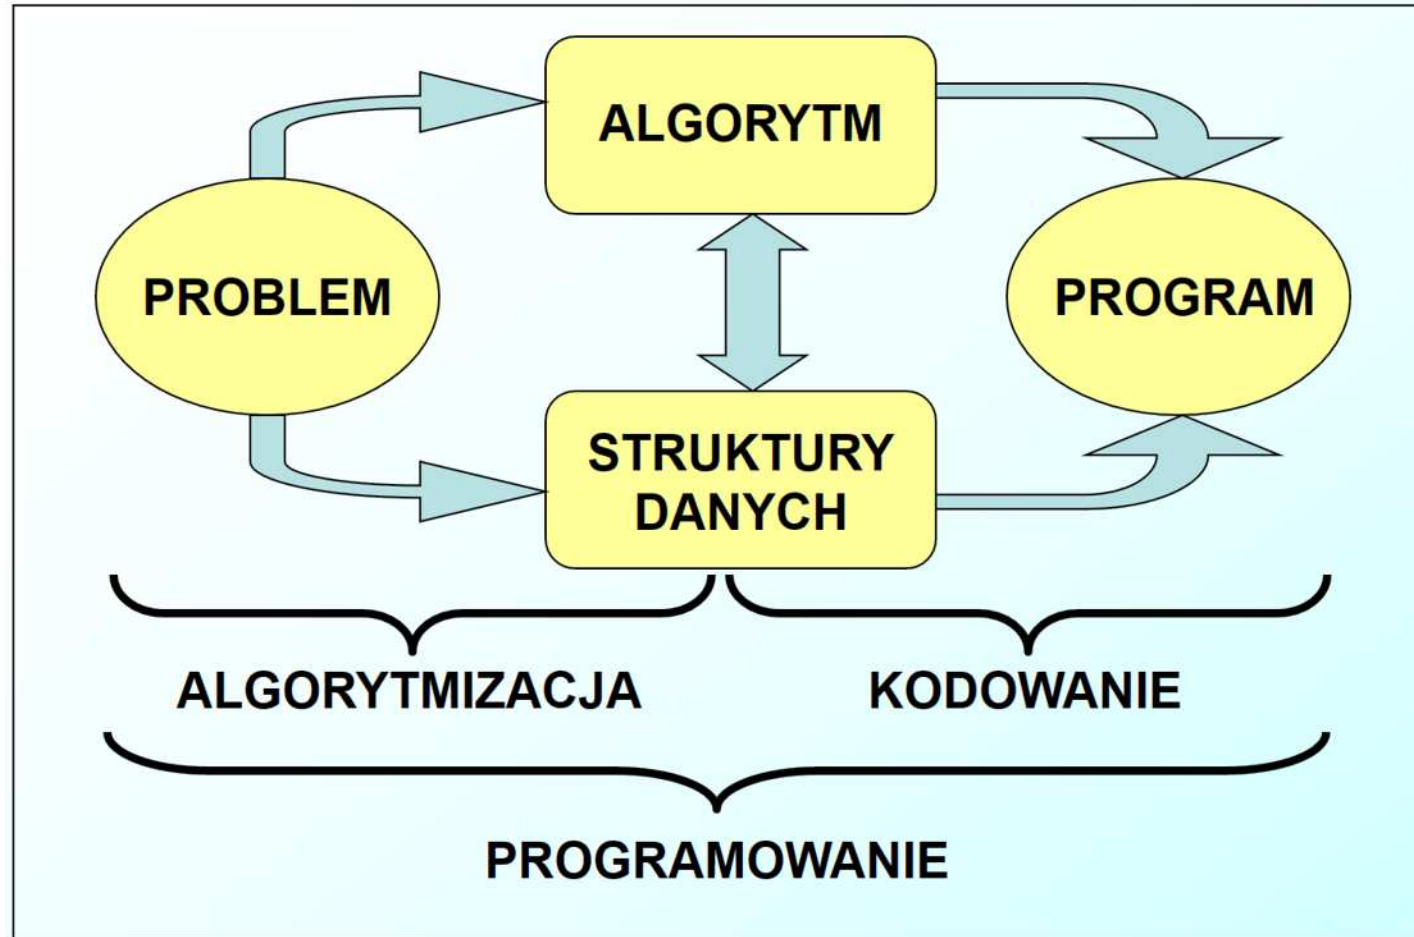 ALGORYTM
PROBLEM
PROGRAM
STRUKTURY
DANYCH
ALGORYTMIZACJA
KODOWANIE
PROGRAMOWANIE